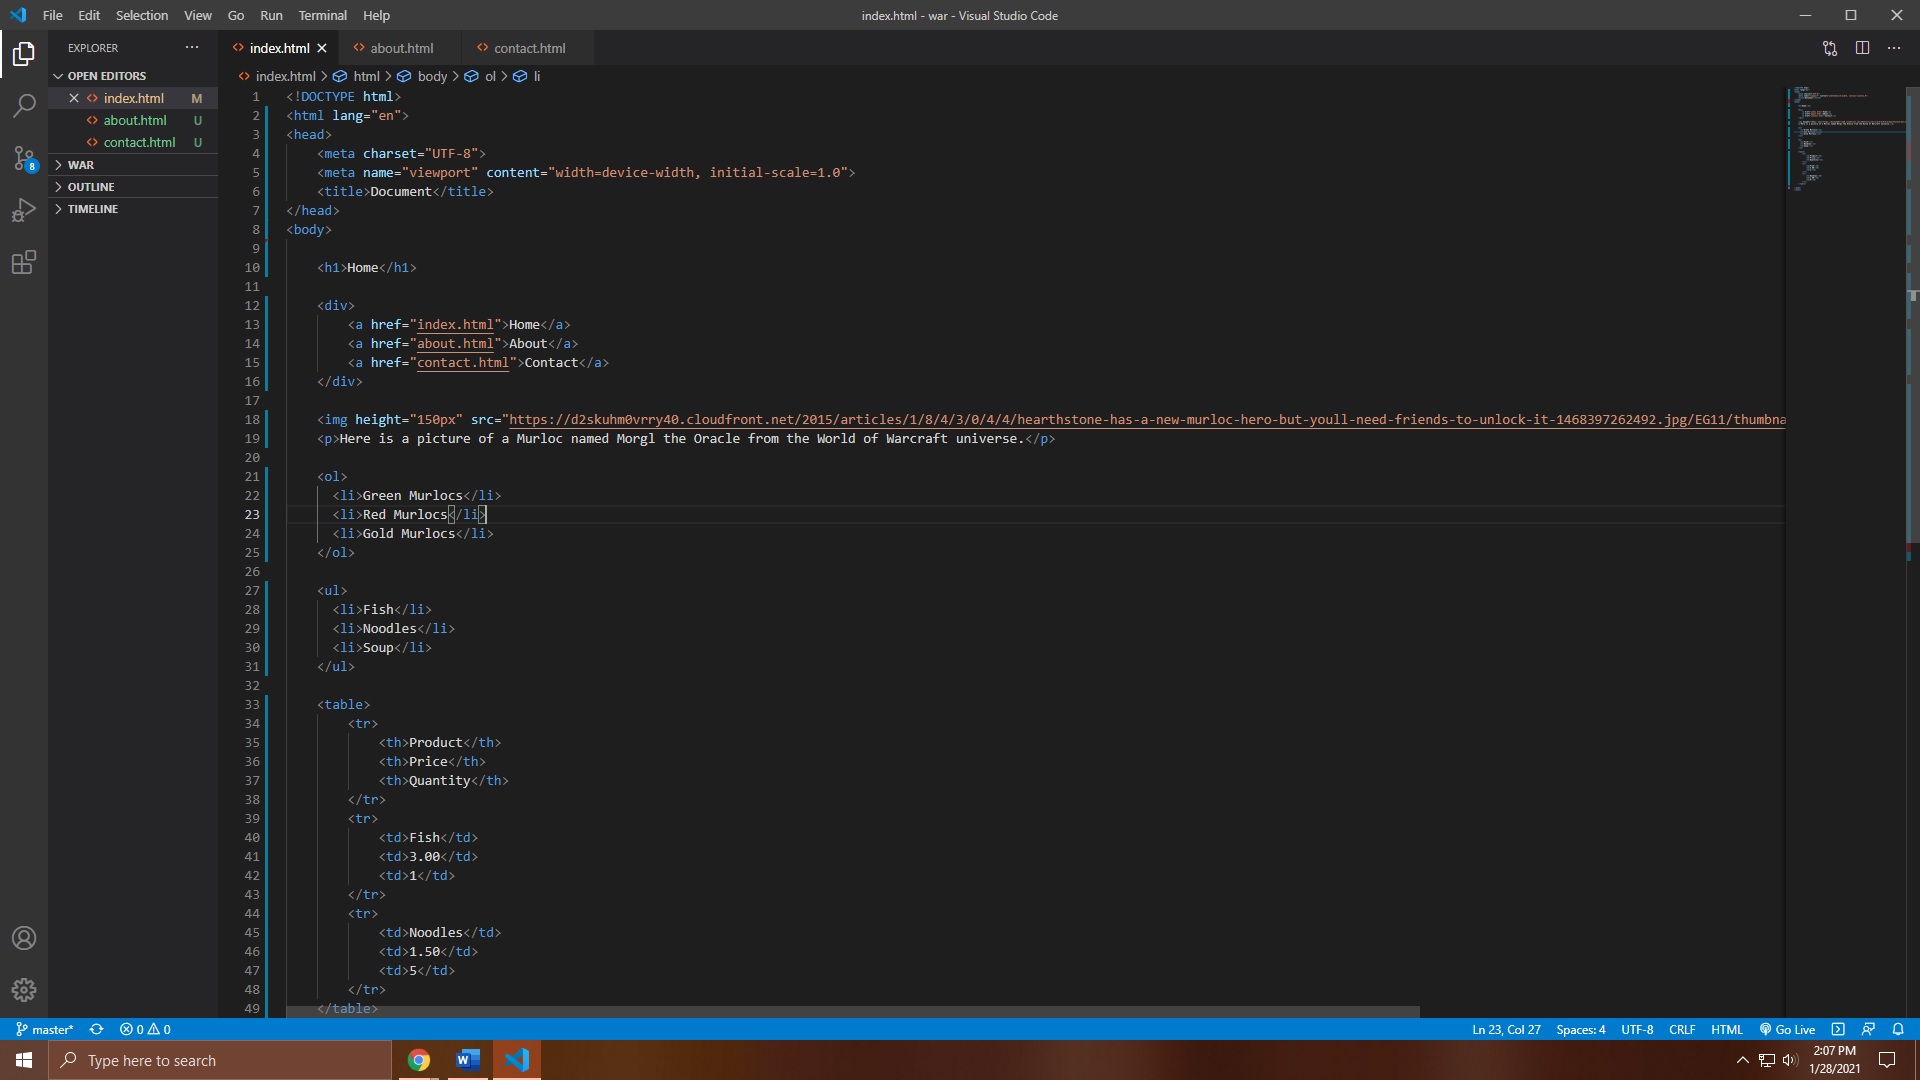 File Edit Selection View Go Run Terminal Help
index.html - war - Visual Studio Code
EXPLORER
index.html about.html contact.html
OPEN EDITORS
index.html > html > body > ol > li
index.html M
about.html U
contact.html U
WAR
OUTLINE
TIMELINE
8
1 <!DOCTYPE html>
2 <html lang="en">
3 <head>
4 <meta charset="UTF-8">
5 <meta name="viewport" content="width=device-width, initial-scale=1.0">
6 <title>Document</title>
7 </head>
8 <body>
9
10 <h1>Home</h1>
11
12 <div>
13 <a href="index.html">Home</a>
14 <a href="about.html">About</a>
15 <a href="contact.html">Contact</a>
16 </div>
17
18 <img height="150px" src="https://d2skuhm0vrry40.cloudfront.net/2015/articles/1/8/4/3/0/4/4/hearthstone-has-a-new-murloc-hero-but-youll-need-friends-to-unlock-it-1468397262492.jpg/EG11/thumbna
19 <p>Here is a picture of a Murloc named Morgl the Oracle from the World of Warcraft universe.</p>
20
21 <ol>
22 <li>Green Murlocs</li>
23 <li>Red Murlocs</li>
24 <li>Gold Murlocs</li>
25 </ol>
26
27 <ul>
28 <li>Fish</li>
29 <li>Noodles</li>
30 <li>Soup</li>
31 </ul>
32
33 <table>
34 <tr>
35 <th>Product</th>
36 <th>Price</th>
37 <th>Quantity</th>
38 </tr>
39 <tr>
40 <td>Fish</td>
41 <td>3.00</td>
42 <td>1</td>
43 </tr>
44 <tr>
45 <td>Noodles</td>
46 <td>1.50</td>
47 <td>5</td>
48 </tr>
49 </table>
master* 0 0 Ln 23, Col 27 Spaces: 4 UTF-8 CRLF HTML Go Live
Type here to search
2:07 PM
1/28/2021